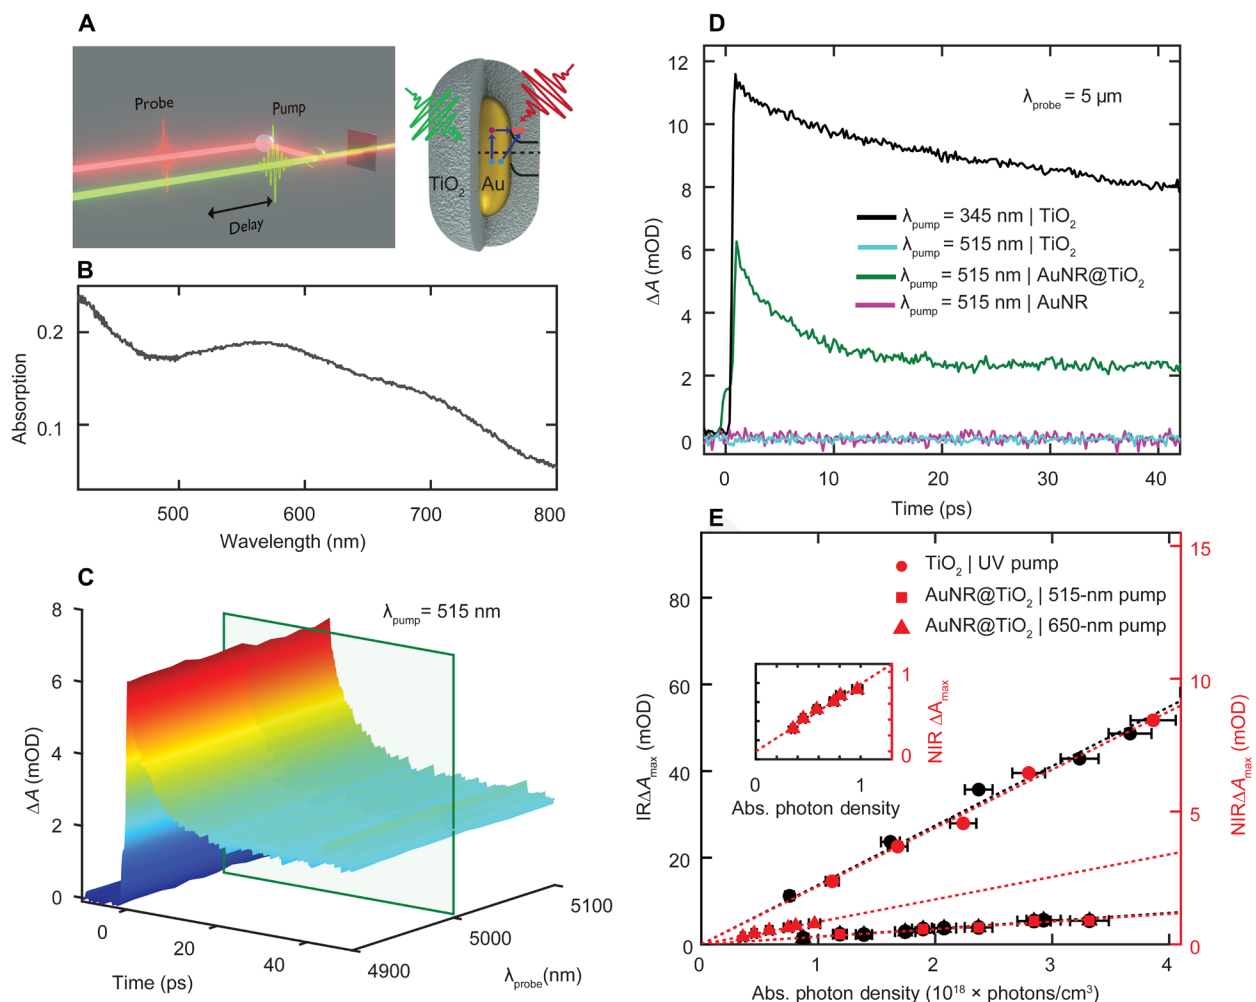 A
Probe
Pump
Delay
TiO2
Au
B
0.2
0.1
Absorption
500
600
700
800
Wavelength (nm)
C
λpump = 515 nm
8
6
4
2
0
ΔA (mOD)
0
20
40
Time (ps)
4900
5000
5100
λprobe(nm)
D
λprobe = 5 µm
12
10
8
6
4
2
0
ΔA (mOD)
λpump = 345 nm | TiO2
λpump = 515 nm | TiO2
λpump = 515 nm | AuNR@TiO2
λpump = 515 nm | AuNR
0
10
20
30
40
Time (ps)
E
TiO2 | UV pump
AuNR@TiO2 | 515-nm pump
AuNR@TiO2 | 650-nm pump
80
60
40
20
0
IRΔAmax (mOD)
15
10
5
0
NIRΔAmax (mOD)
1
0
NIR ΔAmax
0
1
Abs. photon density
0
1
2
3
4
Abs. photon density (10^18 × photons/cm^3)